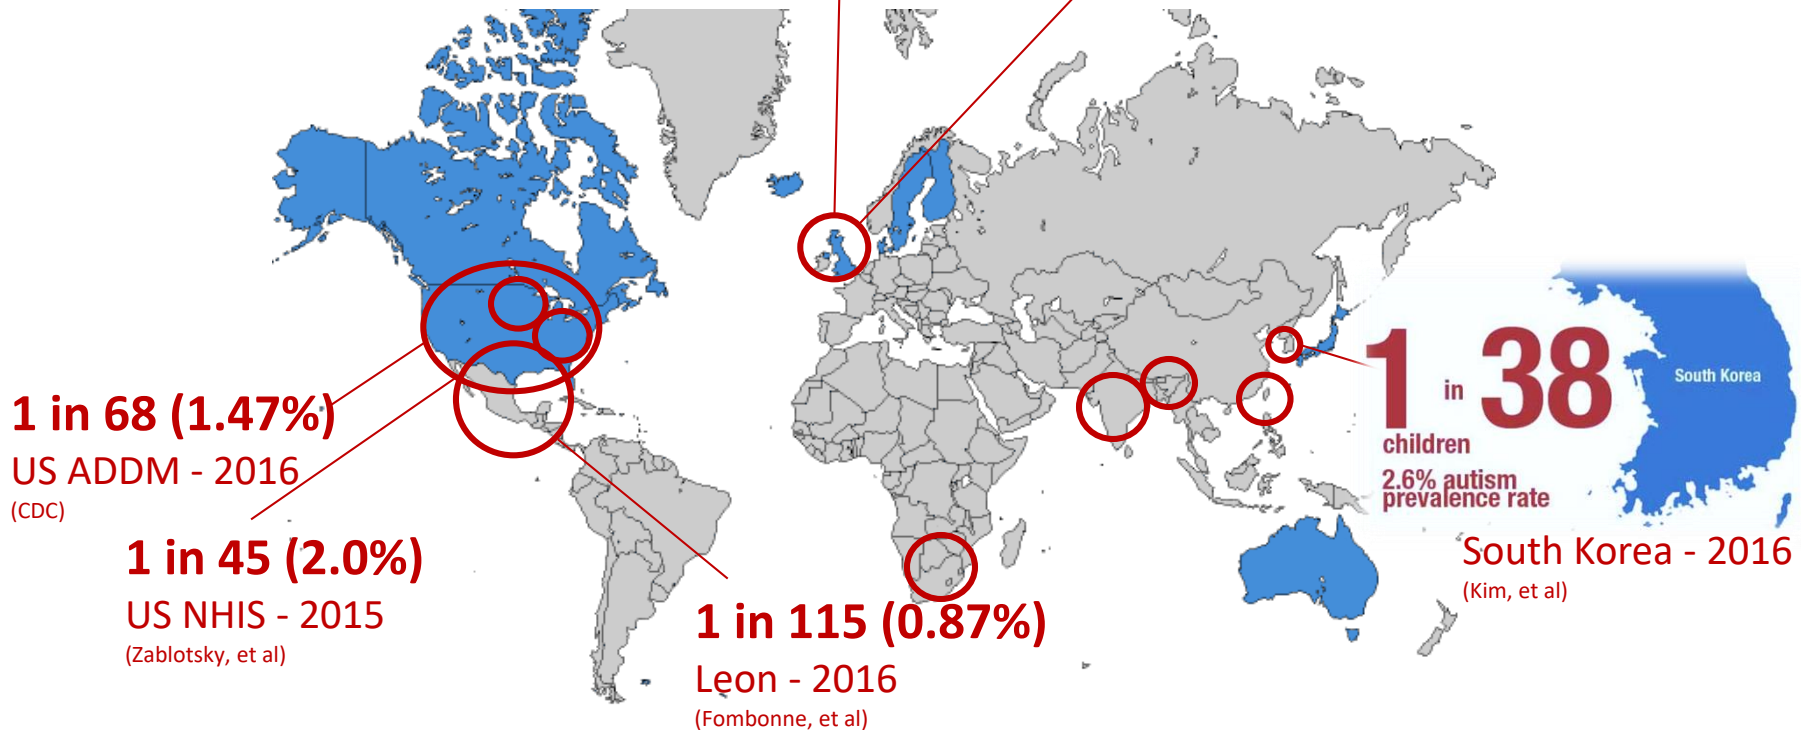 1 in 68 (1.47%)
US ADDM - 2016
(CDC)
1 in 45 (2.0%)
US NHIS - 2015
(Zablotsky, et al)
1 in 115 (0.87%)
Leon - 2016
(Fombonne, et al)
1 in 38
children
2.6% autism
prevalence rate
South Korea
South Korea - 2016
(Kim, et al)